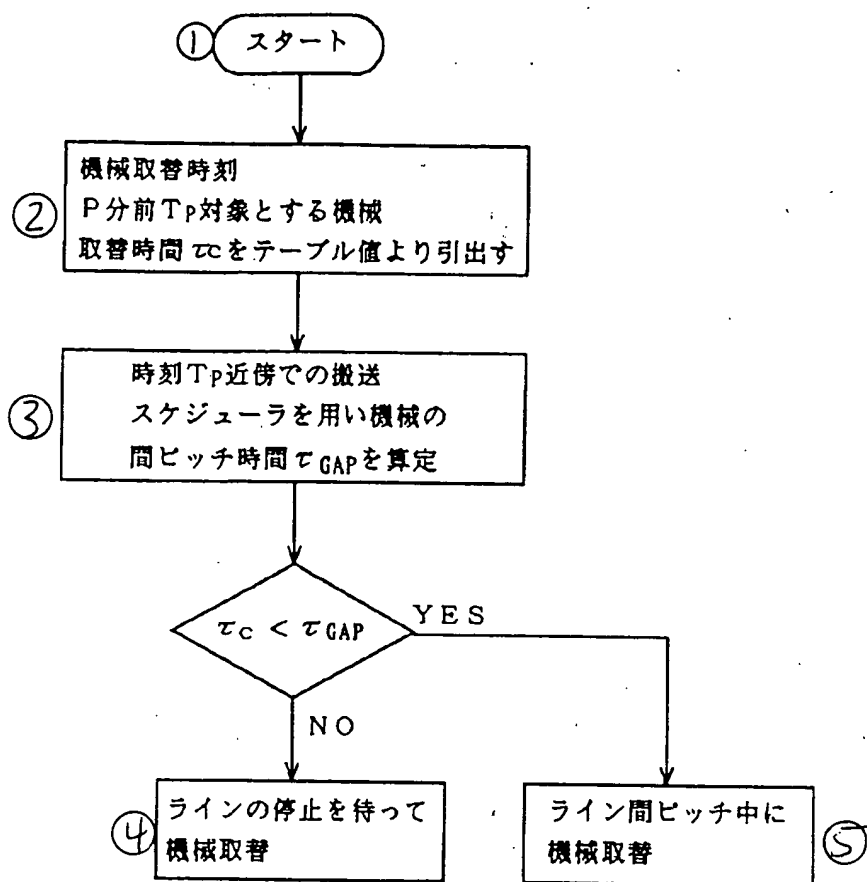 ① スタート
機械取替時刻
② P分前TP対象とする機械
取替時間τCをテーブル値より引出す
時刻TP近傍での搬送
③ スケジューラを用い機械の
間ピッチ時間τGAPを算定
τC < τGAP
YES
NO
ラインの停止を待って
④ 機械取替
ライン間ピッチ中に
機械取替 ⑤